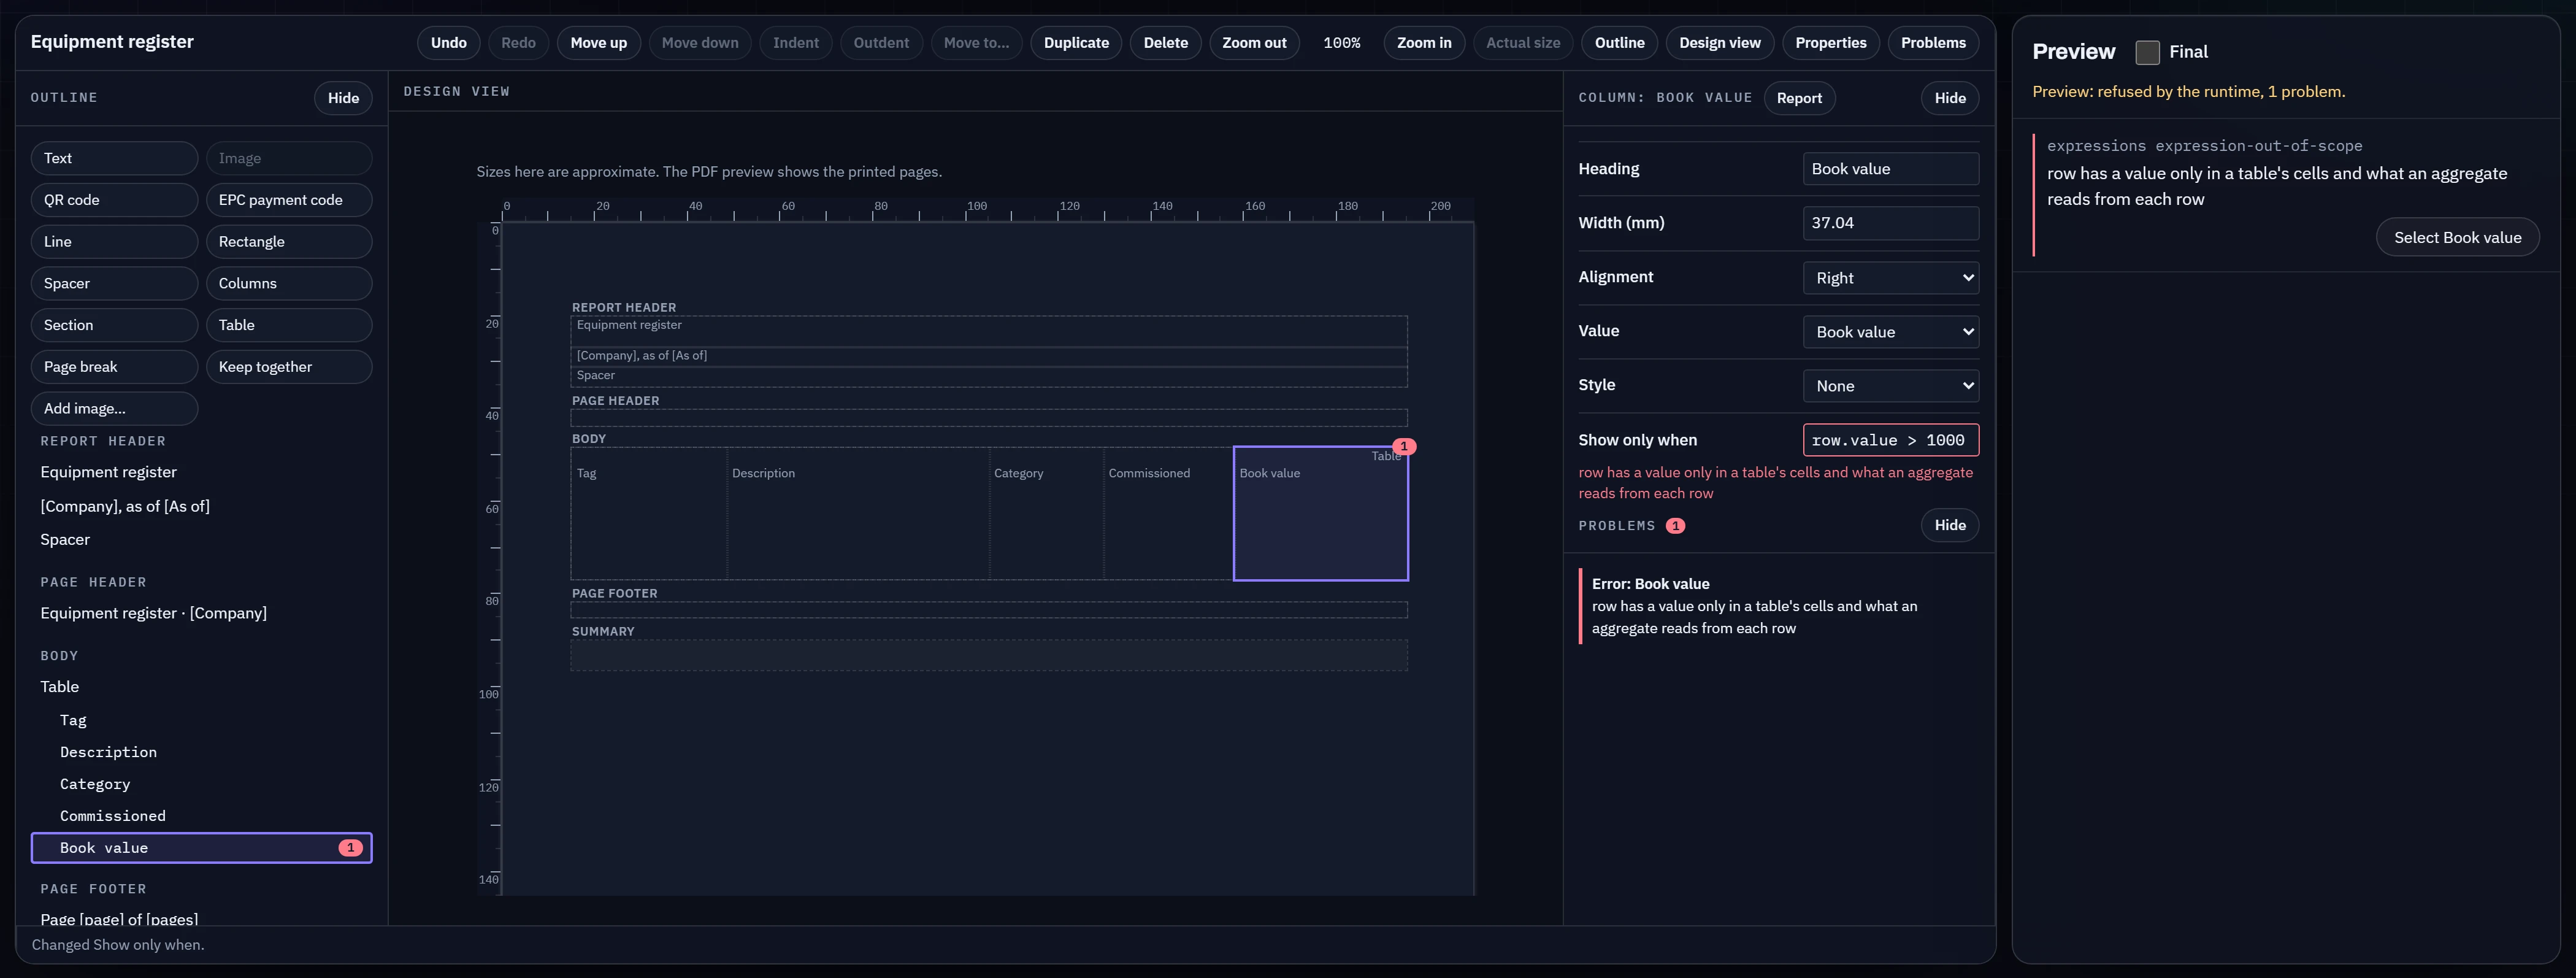 Equipment register
Undo
Redo
Move up
Move down
Indent
Outdent
Move to...
Duplicate
Delete
Zoom out
100%
Zoom in
Actual size
Outline
Design view
Properties
Problems
OUTLINE
Hide
Text
Image
QR code
EPC payment code
Line
Rectangle
Spacer
Columns
Section
Table
Page break
Keep together
Add image...
REPORT HEADER
Equipment register
[Company], as of [As of]
Spacer
PAGE HEADER
Equipment register · [Company]
BODY
Table
Tag
Description
Category
Commissioned
Book value
1
PAGE FOOTER
Page [page] of [pages]
DESIGN VIEW
Sizes here are approximate. The PDF preview shows the printed pages.
0 20 40 60 80 100 120 140 160 180 200
0
20
40
60
80
100
120
140
REPORT HEADER
Equipment register
[Company], as of [As of]
Spacer
PAGE HEADER
BODY
1
Table
Tag
Description
Category
Commissioned
Book value
PAGE FOOTER
SUMMARY
COLUMN: BOOK VALUE
Report
Hide
Heading
Book value
Width (mm)
37.04
Alignment
Right
Value
Book value
Style
None
Show only when
row.value > 1000
row has a value only in a table's cells and what an aggregate
reads from each row
PROBLEMS 1
Hide
Error: Book value
row has a value only in a table's cells and what an
aggregate reads from each row
Changed Show only when.
Preview
Final
Preview: refused by the runtime, 1 problem.
expressions expression-out-of-scope
row has a value only in a table's cells and what an aggregate
reads from each row
Select Book value